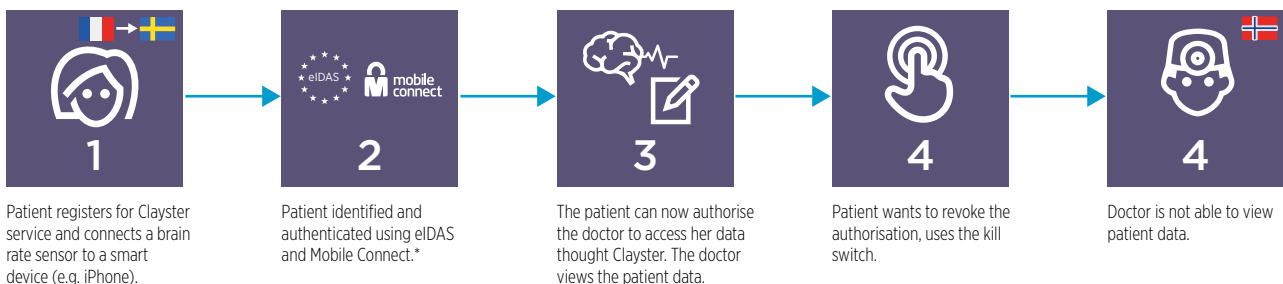 1
Patient registers for Clayster
service and connects a brain
rate sensor to a smart
device (e.g. iPhone).
eIDAS
mobile
connect
2
Patient identified and
authenticated using eIDAS
and Mobile Connect.*
3
The patient can now authorise
the doctor to access her data
thought Clayster. The doctor
views the patient data.
4
Patient wants to revoke the
authorisation, uses the kill
switch.
4
Doctor is not able to view
patient data.